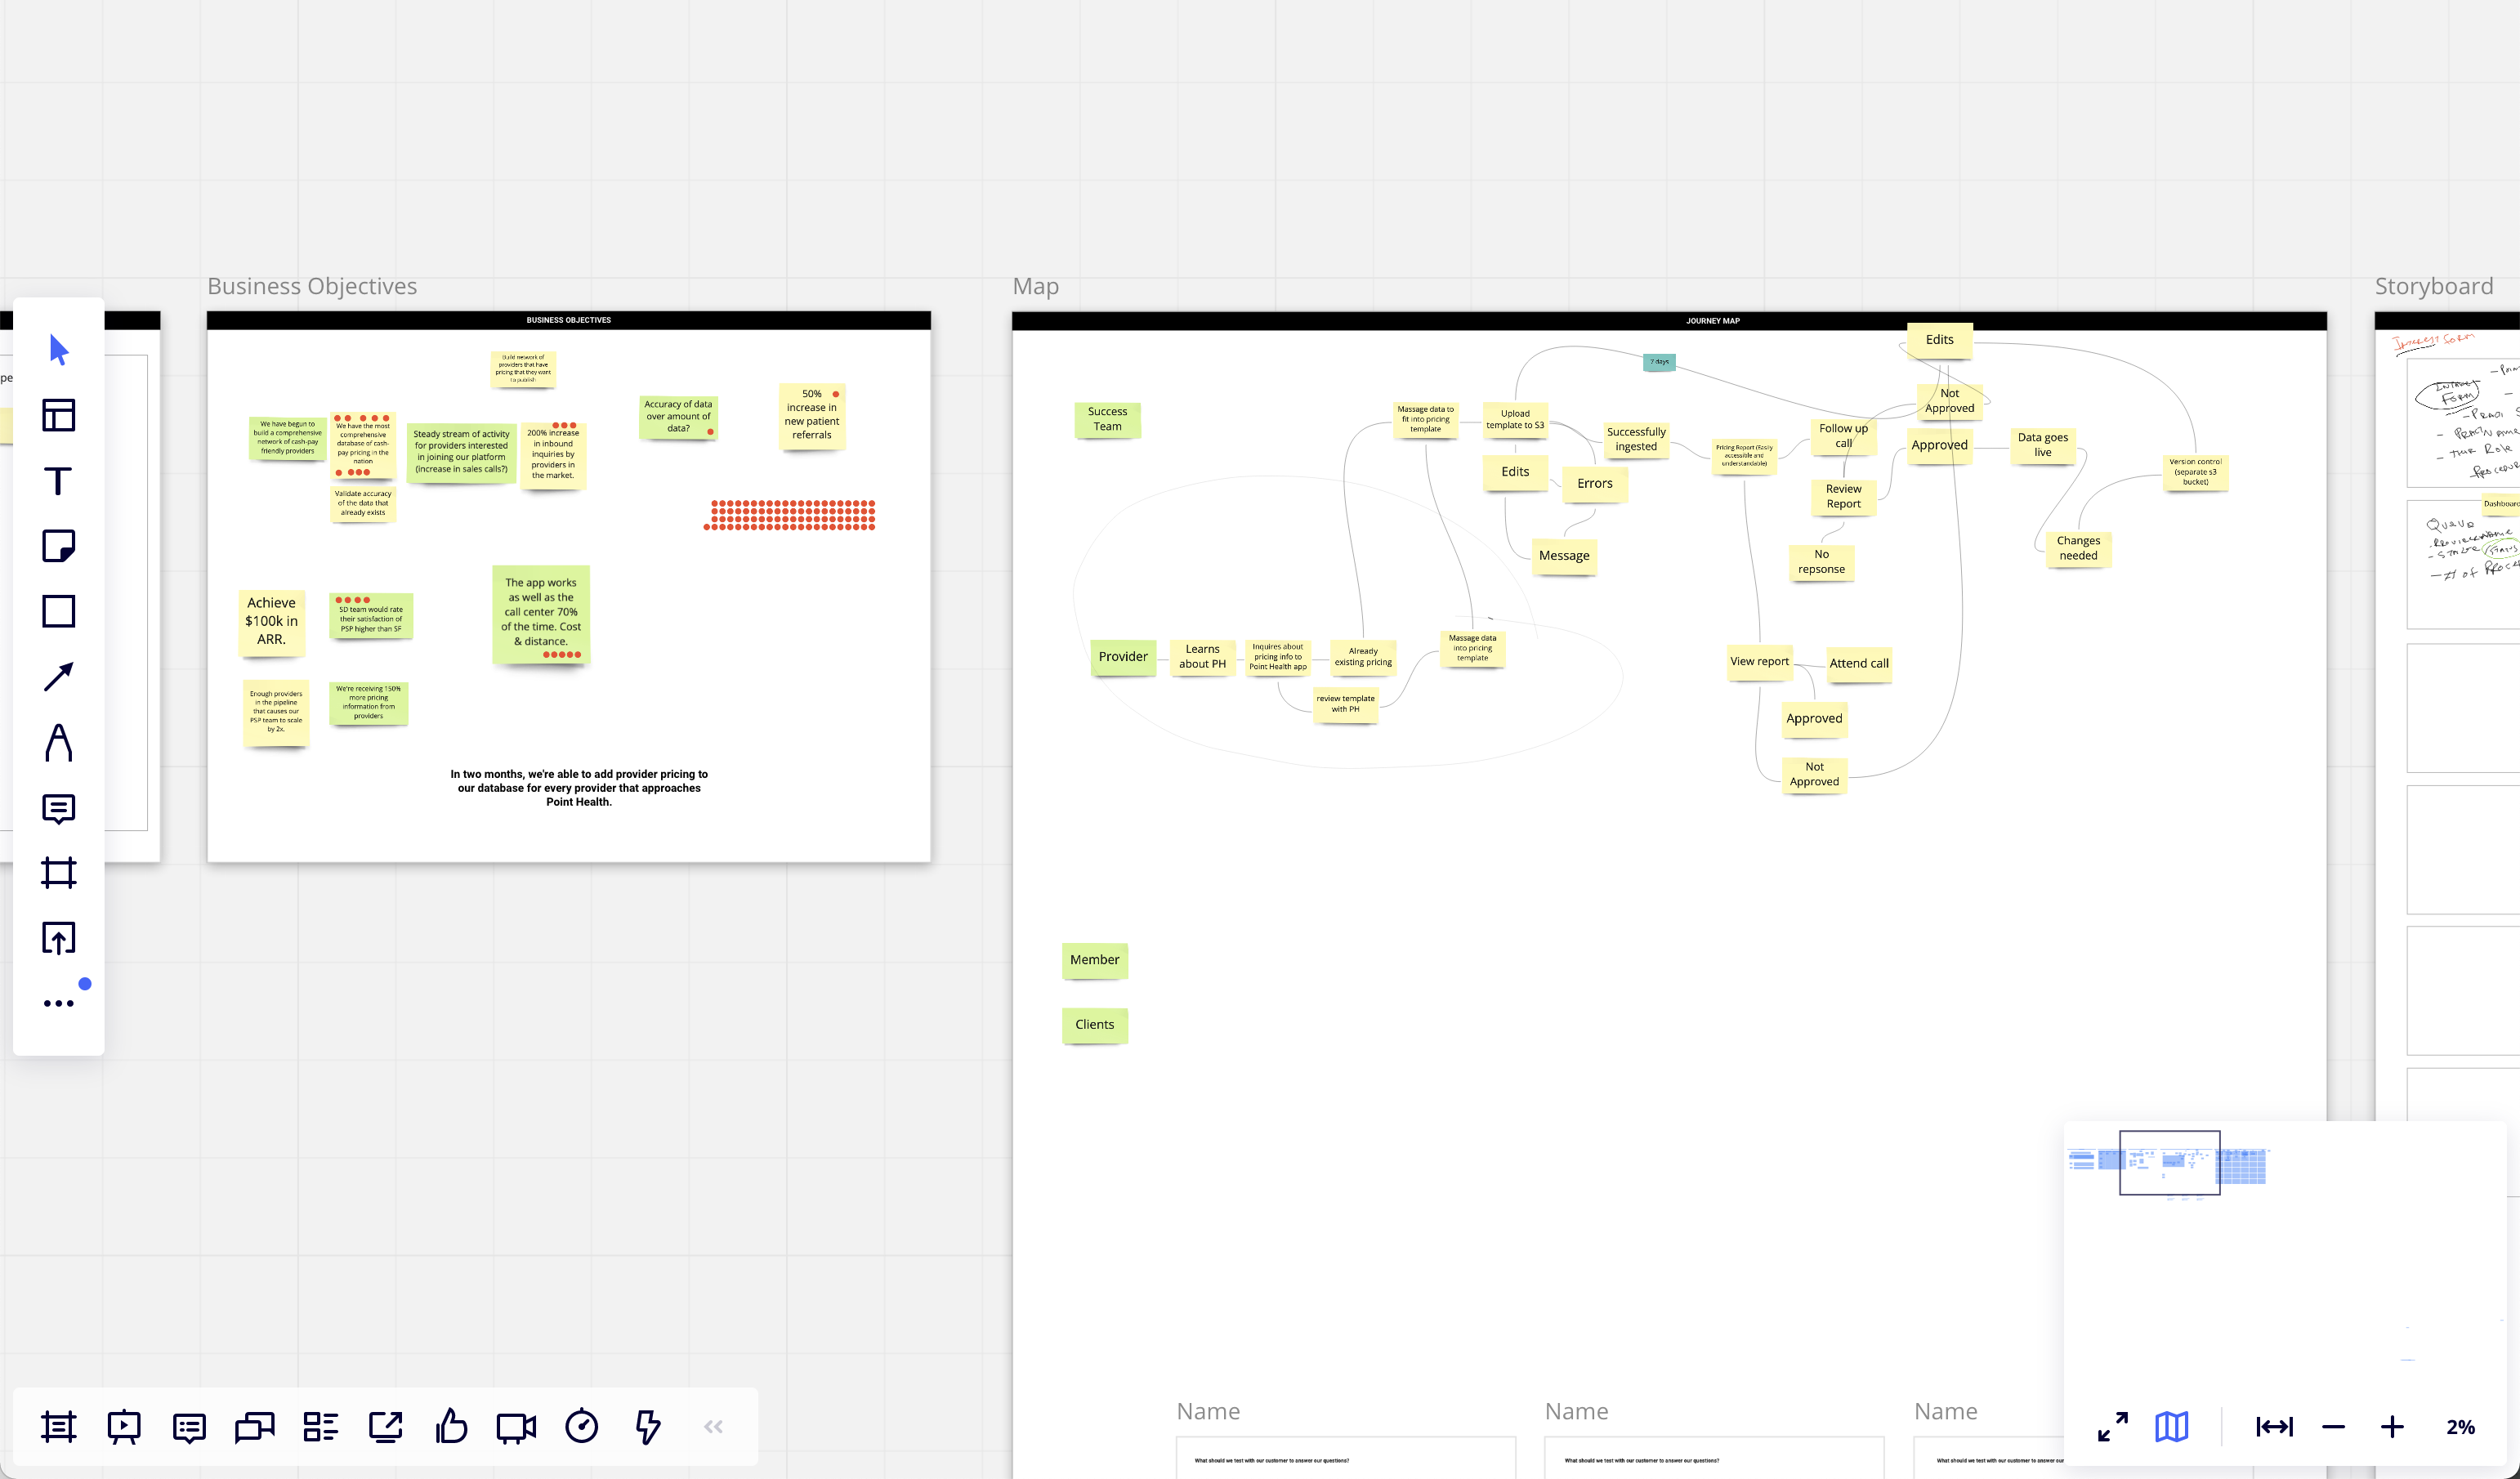 Business Objectives
BUSINESS OBJECTIVES
Build network of
providers that have
pricing that they want
to publish
We have begun to
build a comprehensive
network of cash-pay
friendly providers
We have the most
comprehensive
database of cash-
pay pricing in the
nation
Steady stream of activity
for providers interested
in joining our platform
(increase in sales calls?)
200% increase
in inbound
inquiries by
providers in
the market.
Accuracy of data
over amount of
data?
50%
increase in
new patient
referrals
Validate accuracy
of the data that
already exists
Achieve
$100k in
ARR.
SD team would rate
their satisfaction of
PSP higher than SF
The app works
as well as the
call center 70%
of the time. Cost
& distance.
Enough providers
in the pipeline
that causes our
PSP team to scale
by 2x.
We're receiving 150%
more pricing
information from
providers
In two months, we're able to add provider pricing to
our database for every provider that approaches
Point Health.
Map
JOURNEY MAP
Success
Team
Massage data to
fit into pricing
template
Upload
template to S3
7 days
Edits
Errors
Message
Successfully
ingested
Pricing Report (Easily
accessible and
understandable)
Follow up
call
Review
Report
No
repsonse
Edits
Not
Approved
Approved
Data goes
live
Changes
needed
Version control
(separate s3
bucket)
Provider
Learns
about PH
Inquires about
pricing info to
Point Health app
Already
existing pricing
review template
with PH
Massage data
into pricing
template
View report
Attend call
Approved
Not
Approved
Member
Clients
Name
What should we test with our customer to answer our questions?
Name
What should we test with our customer to answer our questions?
Name
What should we test with our customer to answer our
Storyboard
Interest form
Intake
Form
Dashboard
Queue
Provider Name
State
Status
# of
pe
T
2%